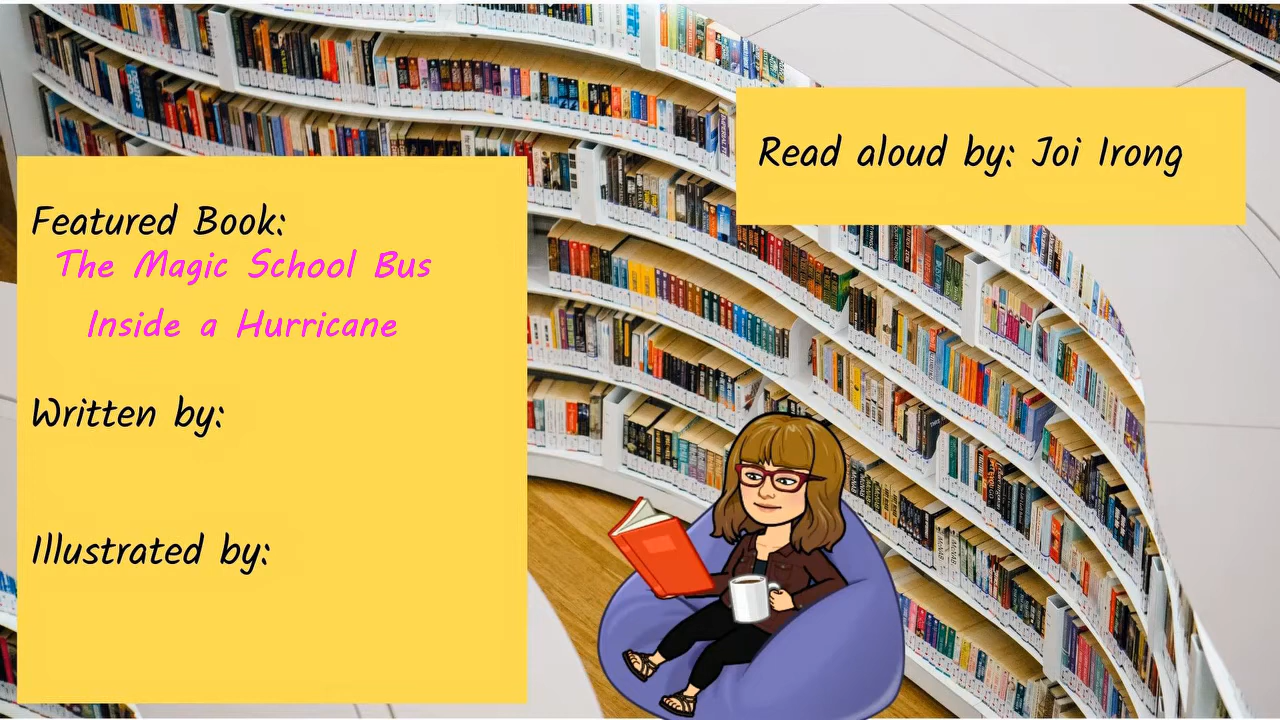 Featured Book:
The Magic School Bus
Inside a Hurricane
Written by:
Illustrated by:
Read aloud by: Joi Irong